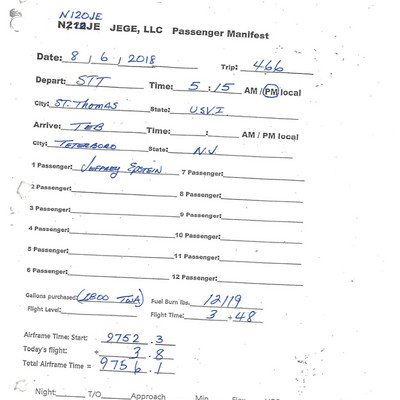 N120JE
N212JE JEGE, LLC Passenger Manifest
Date: 8 / 6 / 2018 Trip: 466
Depart: STT Time: 5 : 15 AM / PM local
City: ST. Thomas State: USVI
Arrive: TEB Time: : AM / PM local
City: TETERBORO State: NJ
1 Passenger: Jeffrey Epstein 7 Passenger:
2 Passenger: 8 Passenger:
3 Passenger: 9 Passenger:
4 Passenger: 10 Passenger:
5 Passenger: 11 Passenger:
6 Passenger: 12 Passenger:
Gallons purchased: (1800 TWA) Fuel Burn lbs. 12119
Flight Level: Flight Time: 3 + 48
Airframe Time: Start: 9752.3
Today's flight: + 3.8
Total Airframe Time = 9756.1
Night: T/O Approach